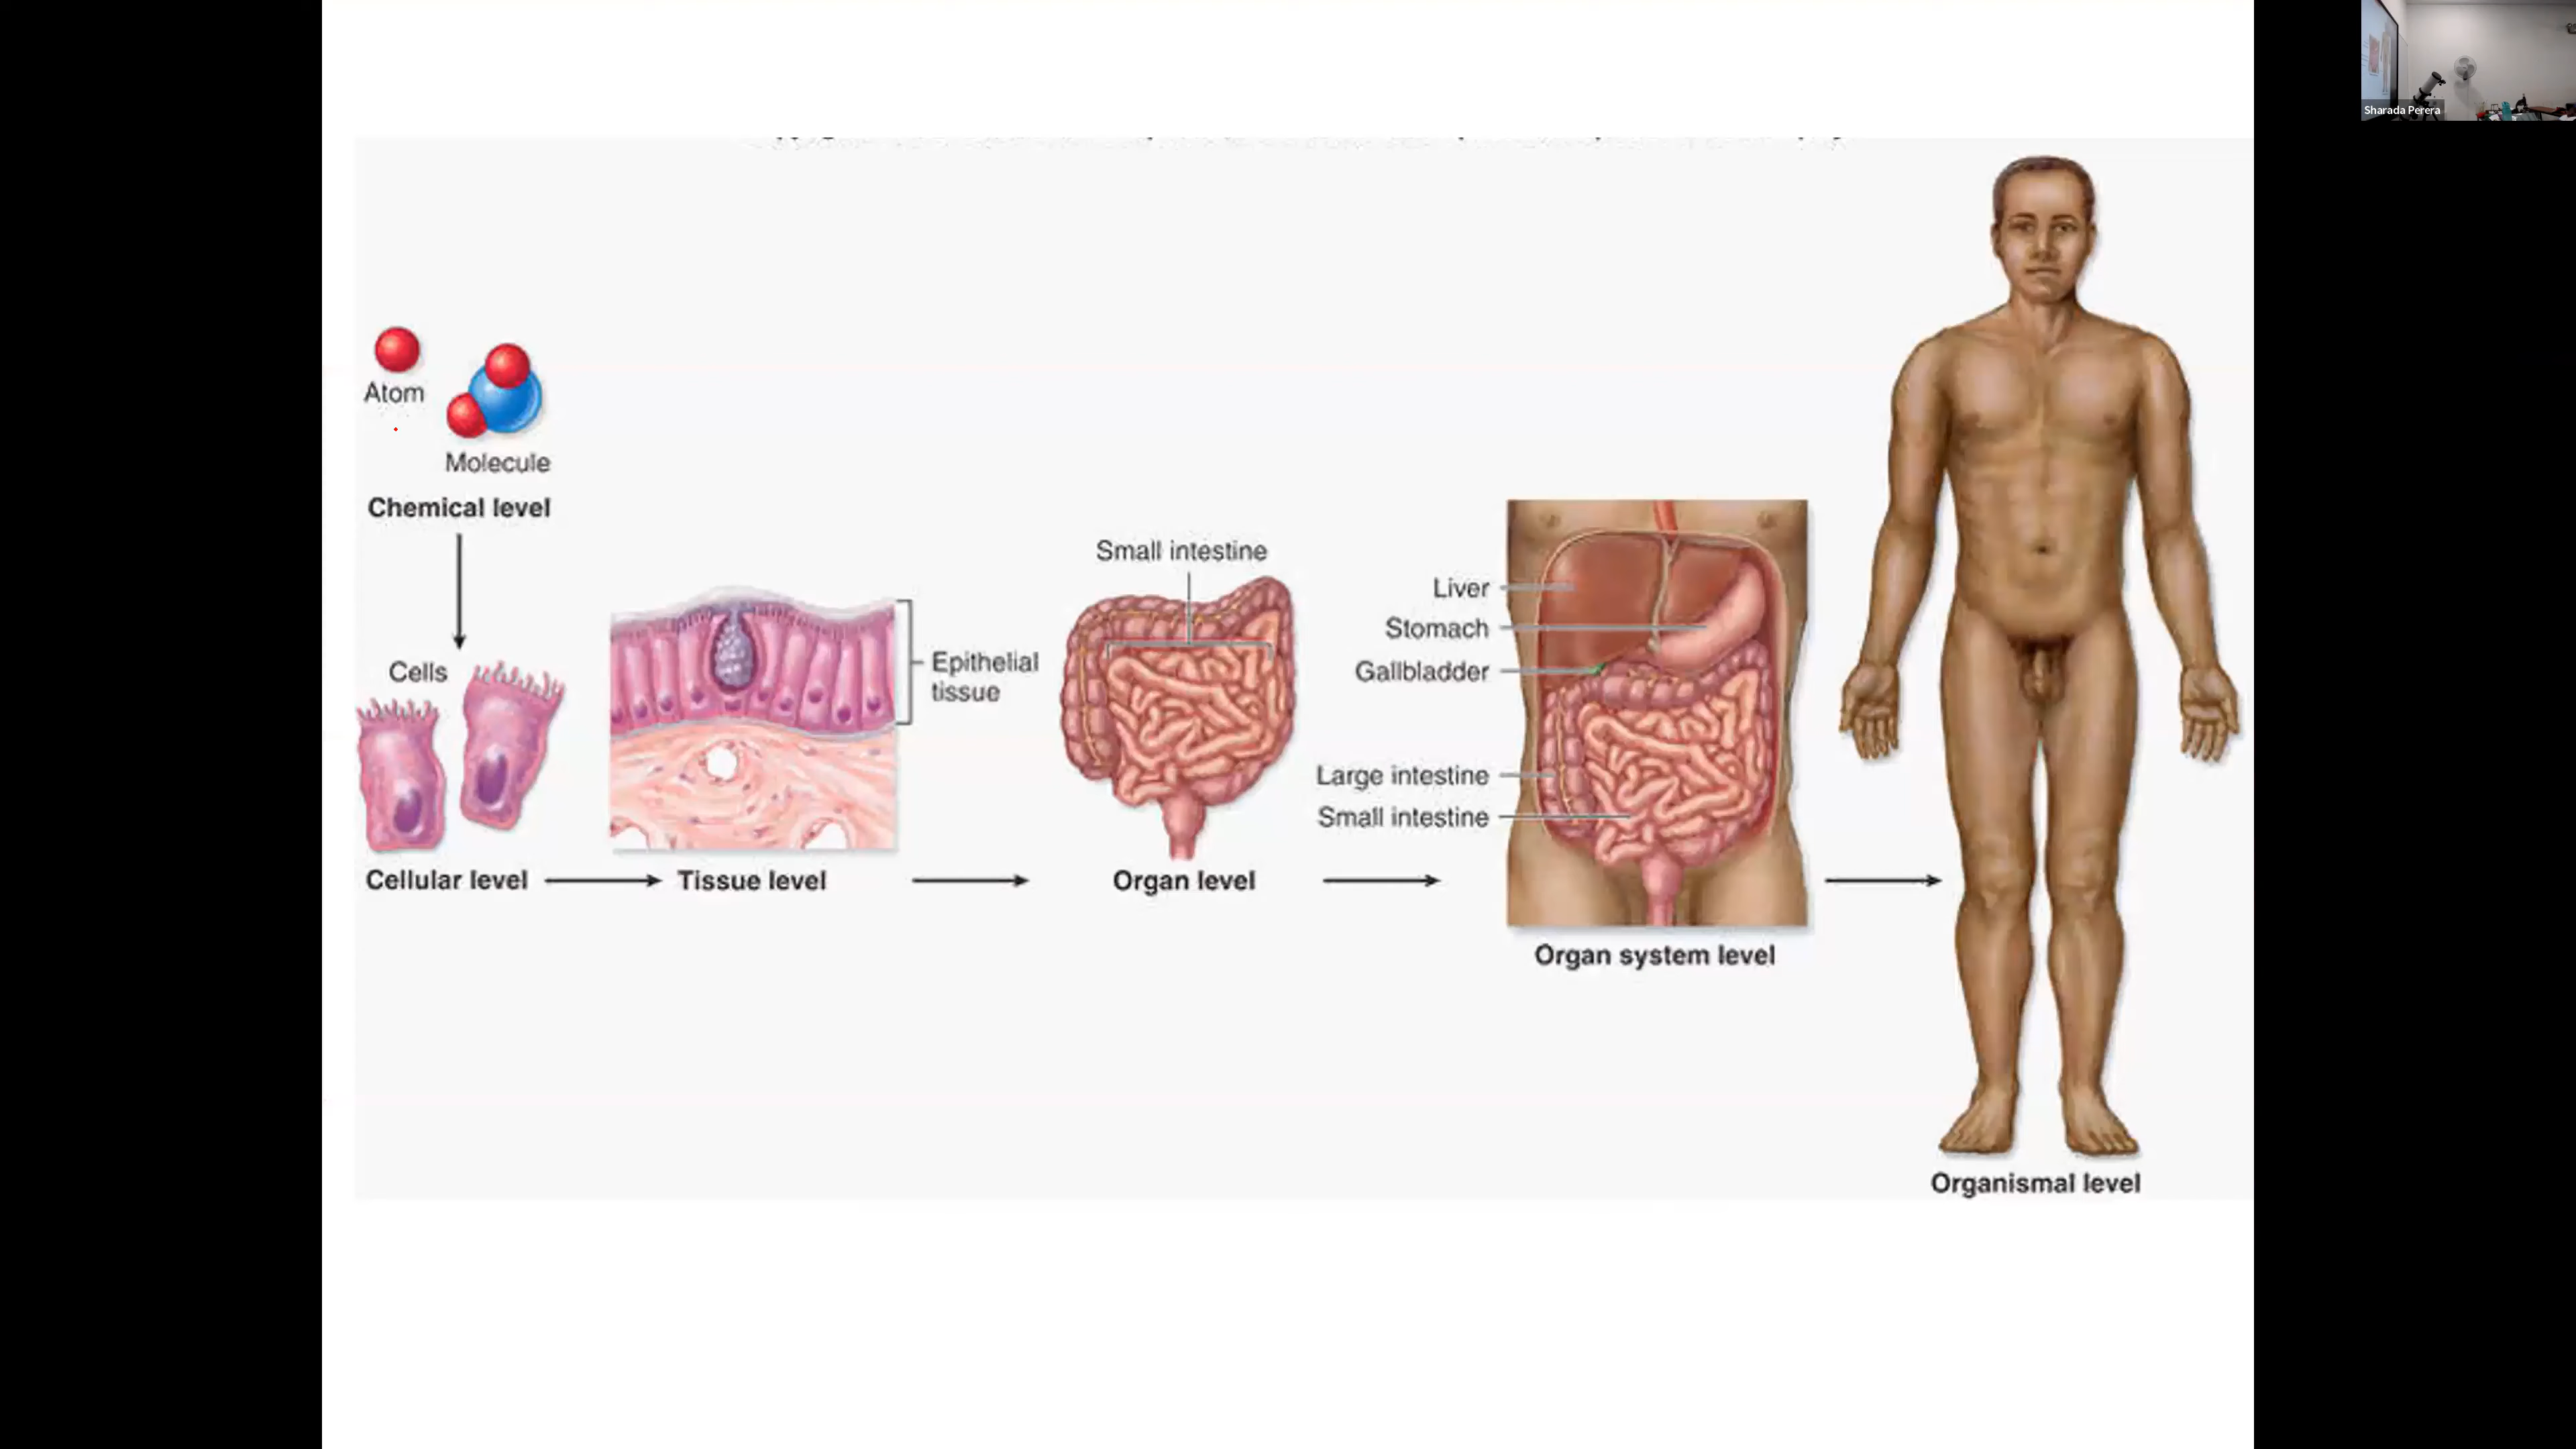 Sharada Perera
Atom
Molecule
Chemical level
Cells
Cellular level
Epithelial
tissue
Tissue level
Small intestine
Organ level
Liver
Stomach
Gallbladder
Large intestine
Small intestine
Organ system level
Organismal level